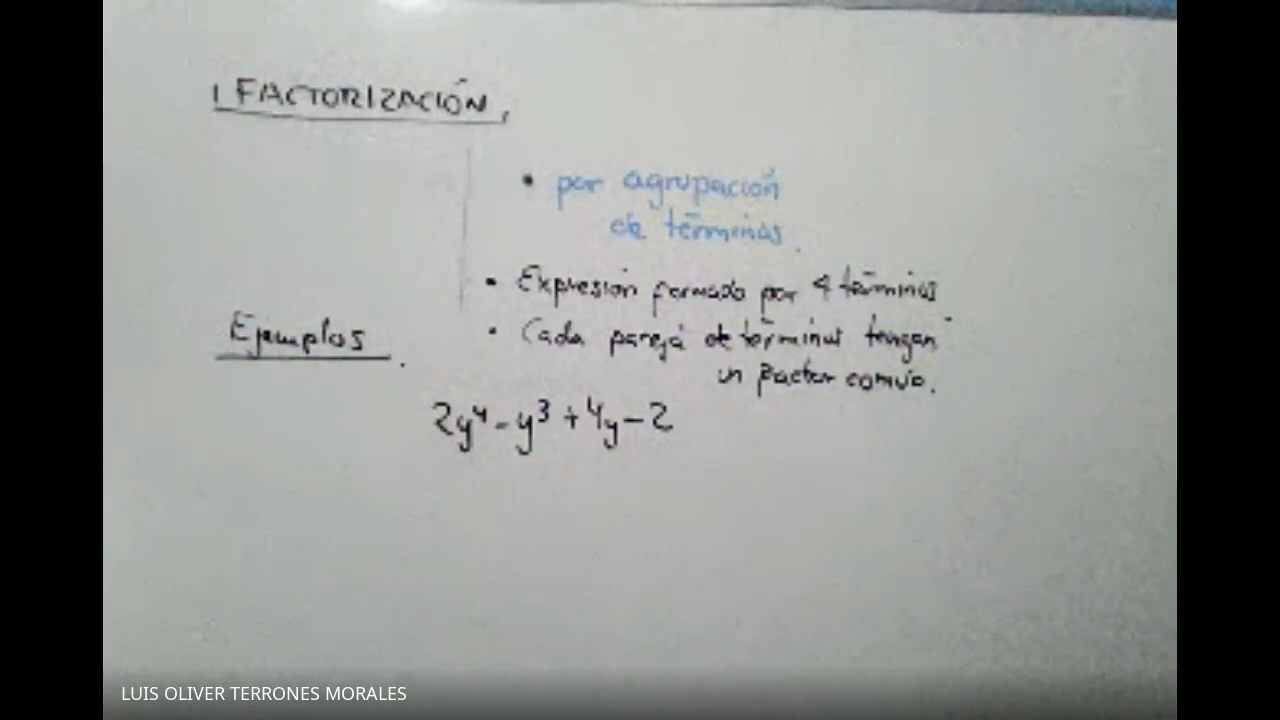 1 FACTORIZACIÓN.
• por agrupación
de términos.
• Expresión formado por 4 términos
• Cada pareja de términos tengan
un factor común.
Ejemplos.
2y⁴ - y³ + 4y - 2
LUIS OLIVER TERRONES MORALES